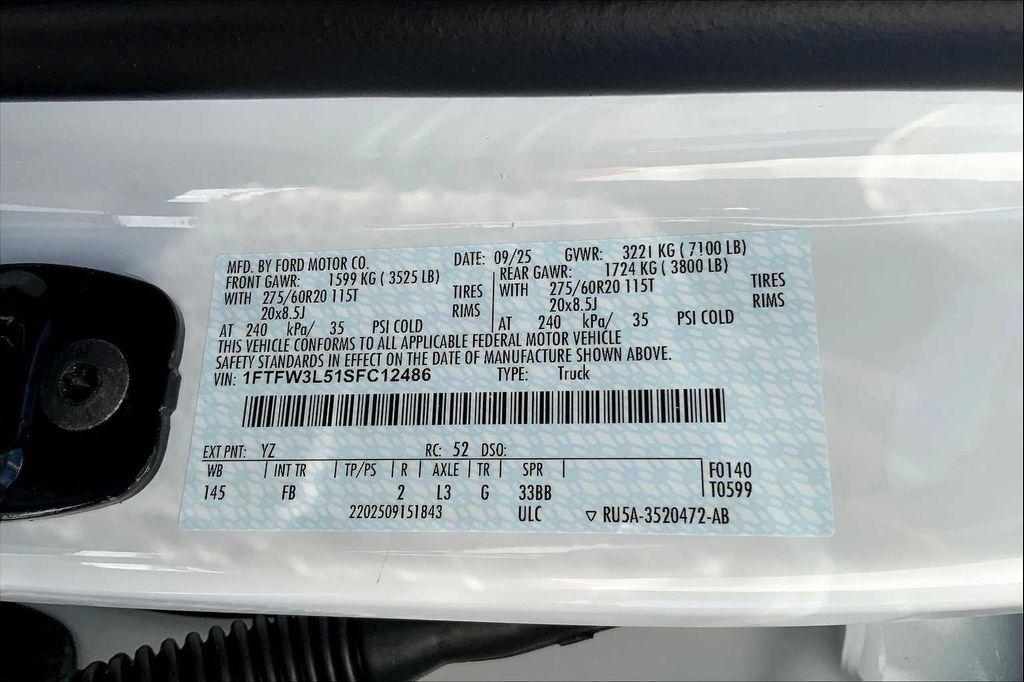 MFD. BY FORD MOTOR CO. DATE: 09/25 GVWR: 3221 KG ( 7100 LB)
FRONT GAWR: 1599 KG ( 3525 LB) REAR GAWR: 1724 KG ( 3800 LB)
WITH 275/60R20 115T TIRES WITH 275/60R20 115T TIRES
20x8.5J RIMS 20x8.5J RIMS
AT 240 kPa/ 35 PSI COLD AT 240 kPa/ 35 PSI COLD
THIS VEHICLE CONFORMS TO ALL APPLICABLE FEDERAL MOTOR VEHICLE
SAFETY STANDARDS IN EFFECT ON THE DATE OF MANUFACTURE SHOWN ABOVE.
VIN: 1FTFW3L51SFC12486 TYPE: Truck
EXT PNT: YZ RC: 52 DSO:
WB INT TR TP/PS R AXLE TR SPR F0140
145 FB 2 L3 G 33BB T0599
2202509151843 ULC ▽ RU5A-3520472-AB